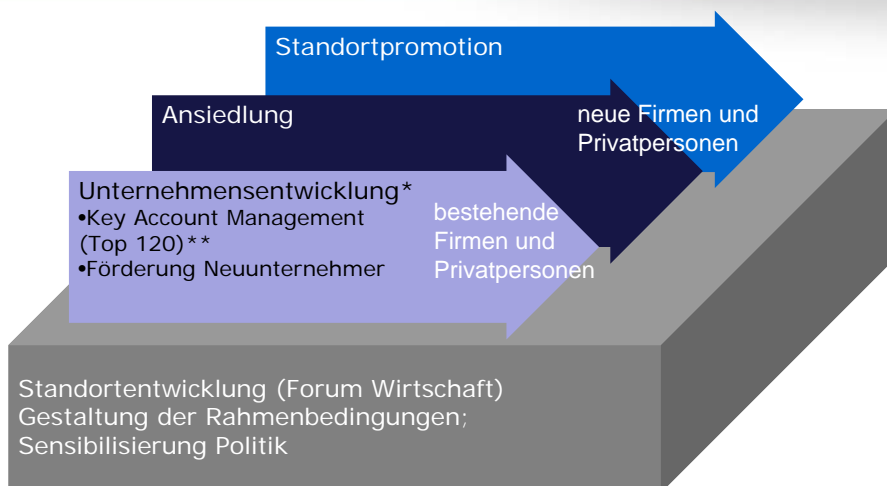 Standortpromotion
Ansiedlung
neue Firmen und
Privatpersonen
Unternehmensentwicklung*
•Key Account Management
(Top 120)**
•Förderung Neuunternehmer
bestehende
Firmen und
Privatpersonen
Standortentwicklung (Forum Wirtschaft)
Gestaltung der Rahmenbedingungen;
Sensibilisierung Politik